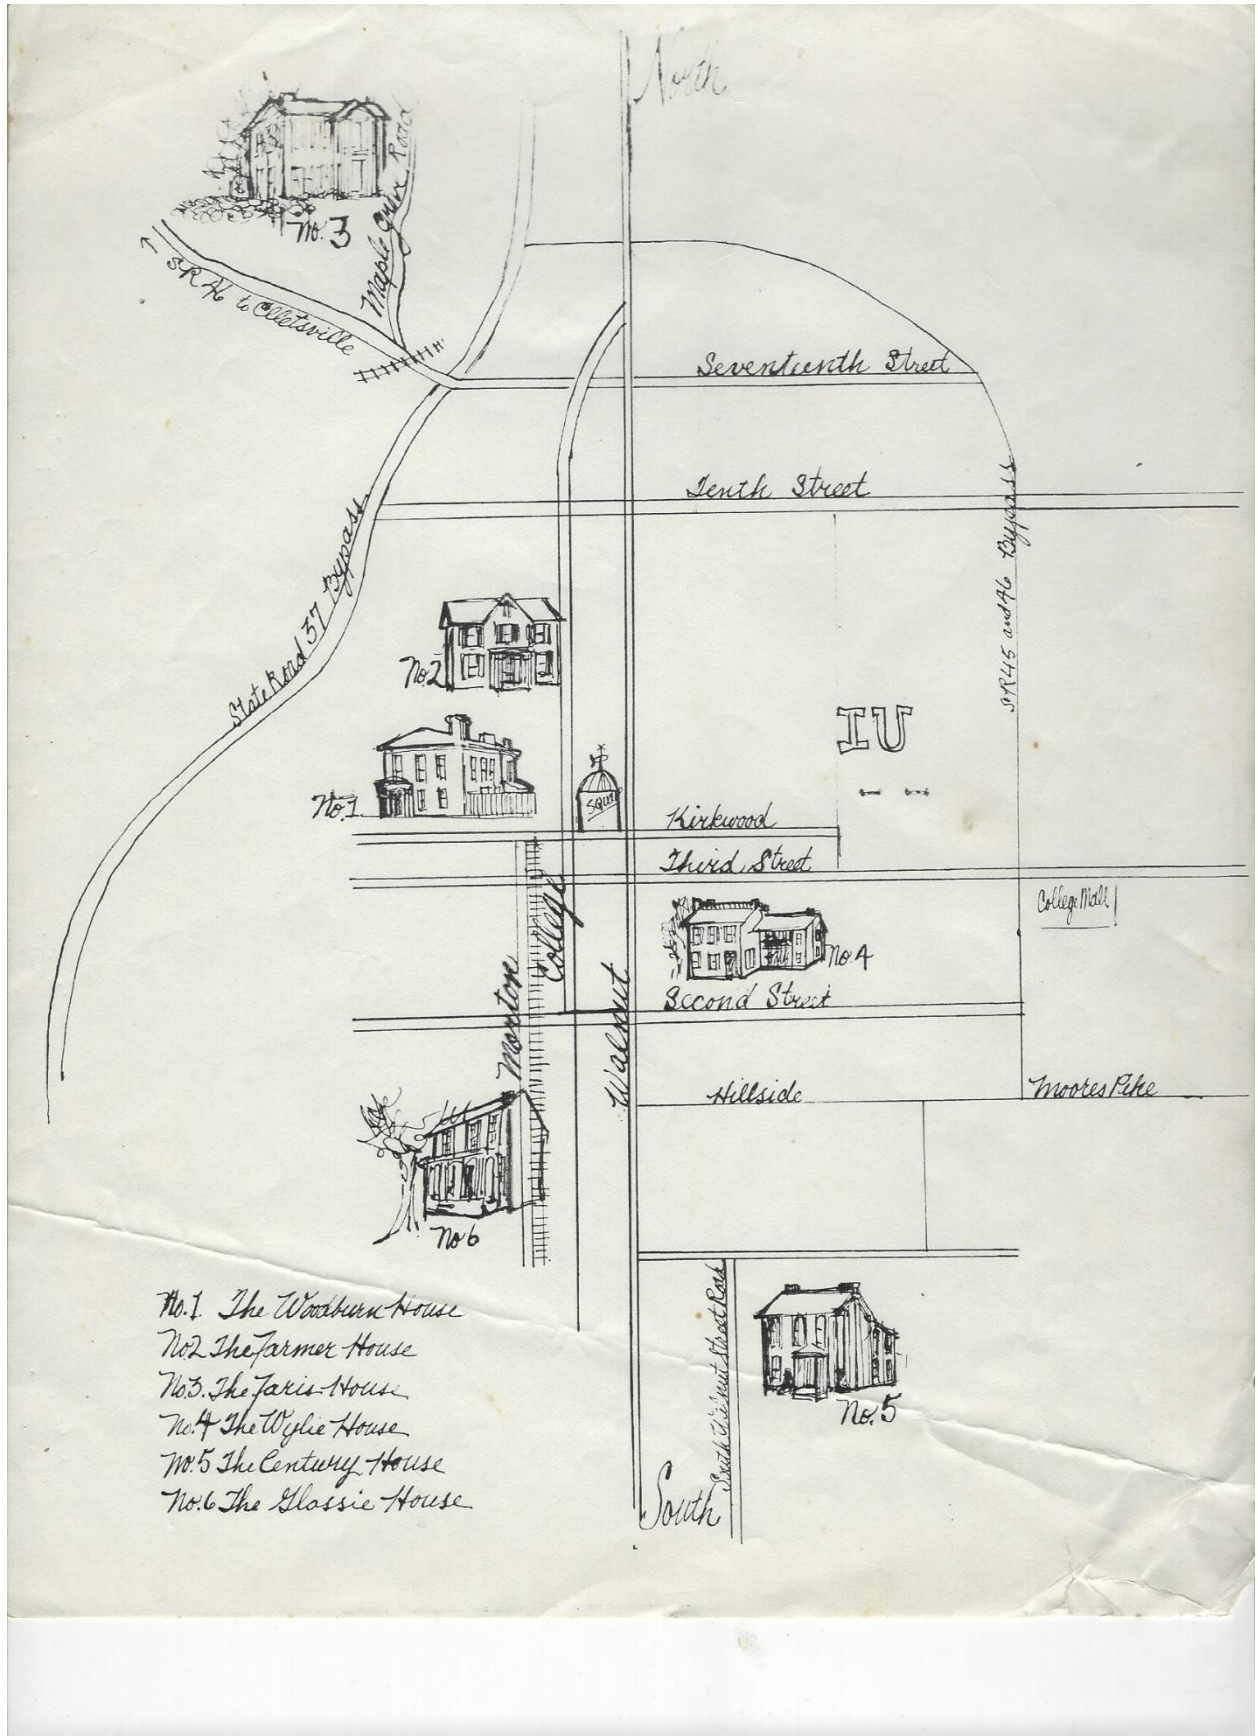 North
No. 3
Maple Grove Road
S.R. 46 to Elletsville
Seventeenth Street
Tenth Street
State Road 37 Bypass
SR45 and 46 Bypass
No. 2
IU
No. 1
SQUARE
Kirkwood
Third Street
College Mall
College
No. 4
Second Street
Morton
Walnut
Hillside
Moores Pike
No 6
No. 5
South Walnut Street Road
South
No. 1 The Woodburn House
No 2 The Farmer House
No. 3. The Faris House
No. 4 The Wylie House
No. 5 The Century House
No. 6 The Glassie House